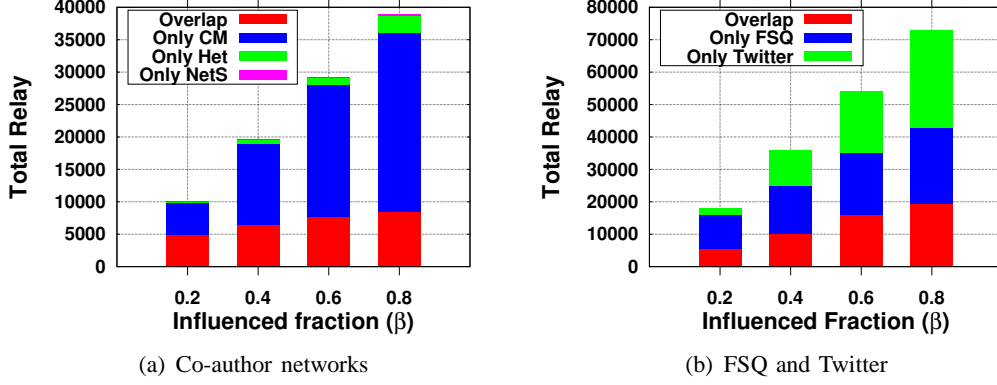 40000
35000
30000
25000
20000
15000
10000
5000
0
Total Relay
Overlap
Only CM
Only Het
Only NetS
0.2 0.4 0.6 0.8
Influenced fraction (β)
(a) Co-author networks
80000
70000
60000
50000
40000
30000
20000
10000
0
Total Relay
Overlap
Only FSQ
Only Twitter
0.2 0.4 0.6 0.8
Influenced Fraction (β)
(b) FSQ and Twitter